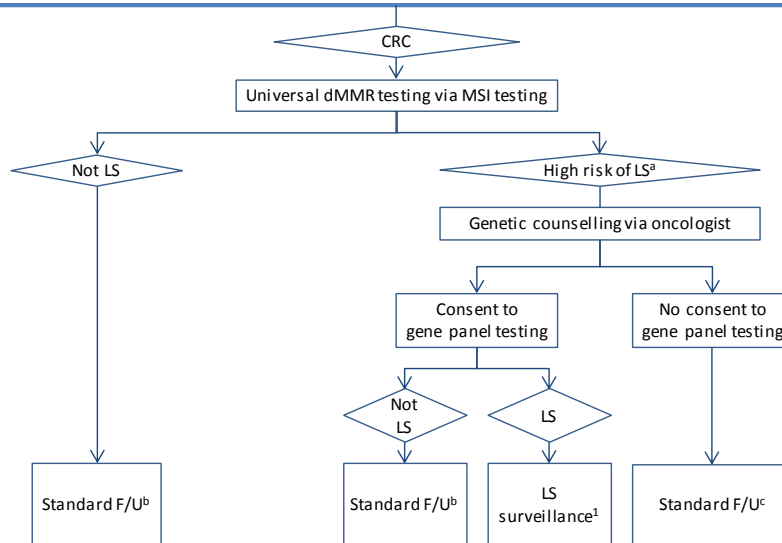 CRC
Universal dMMR testing via MSI testing
Not LS
High risk of LSᵃ
Genetic counselling via oncologist
Consent to
gene panel testing
No consent to
gene panel testing
Not
LS
LS
Standard F/Uᵇ
Standard F/Uᵇ
LS
surveillance¹
Standard F/Uᶜ